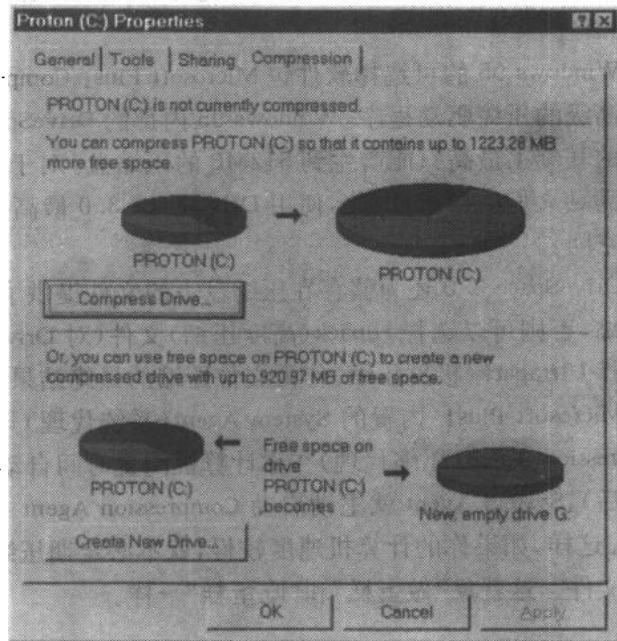 Proton (C:) Properties
General Tools Sharing Compression
PROTON (C:) is not currently compressed.
You can compress PROTON (C:) so that it contains up to 1223.28 MB
more free space.
PROTON (C:)
PROTON (C:)
Compress Drive...
Or, you can use free space on PROTON (C:) to create a new
compressed drive with up to 920.97 MB of free space.
PROTON (C:)
Free space on
drive
PROTON (C:)
becomes
New, empty drive G:
Create New Drive...
OK Cancel Apply